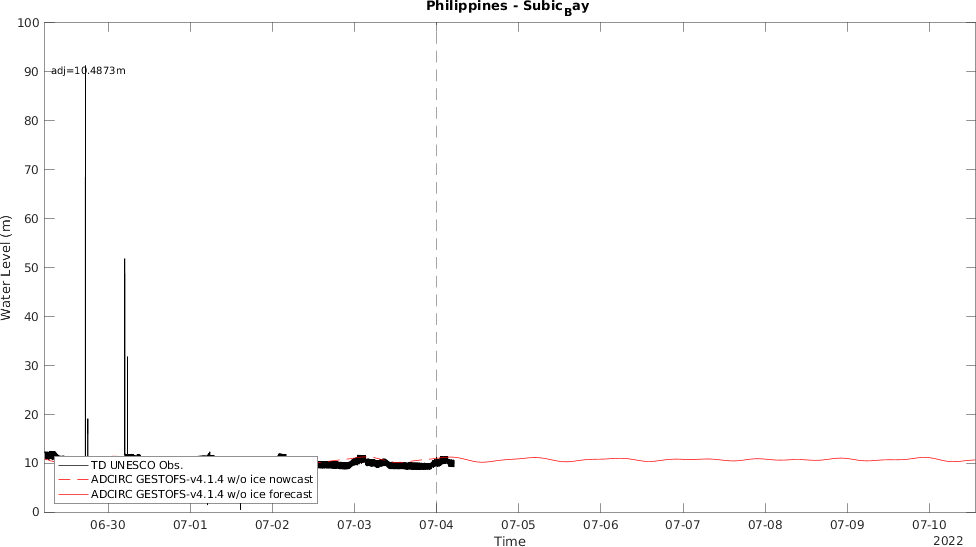 Philippines - Subic_Bay
100
90
80
70
60
50
40
30
20
10
0
adj=10.4873m
Water Level (m)
TD UNESCO Obs.
ADCIRC GESTOFS-v4.1.4 w/o ice nowcast
ADCIRC GESTOFS-v4.1.4 w/o ice forecast
06-30 07-01 07-02 07-03 07-04 07-05 07-06 07-07 07-08 07-09 07-10
Time
2022